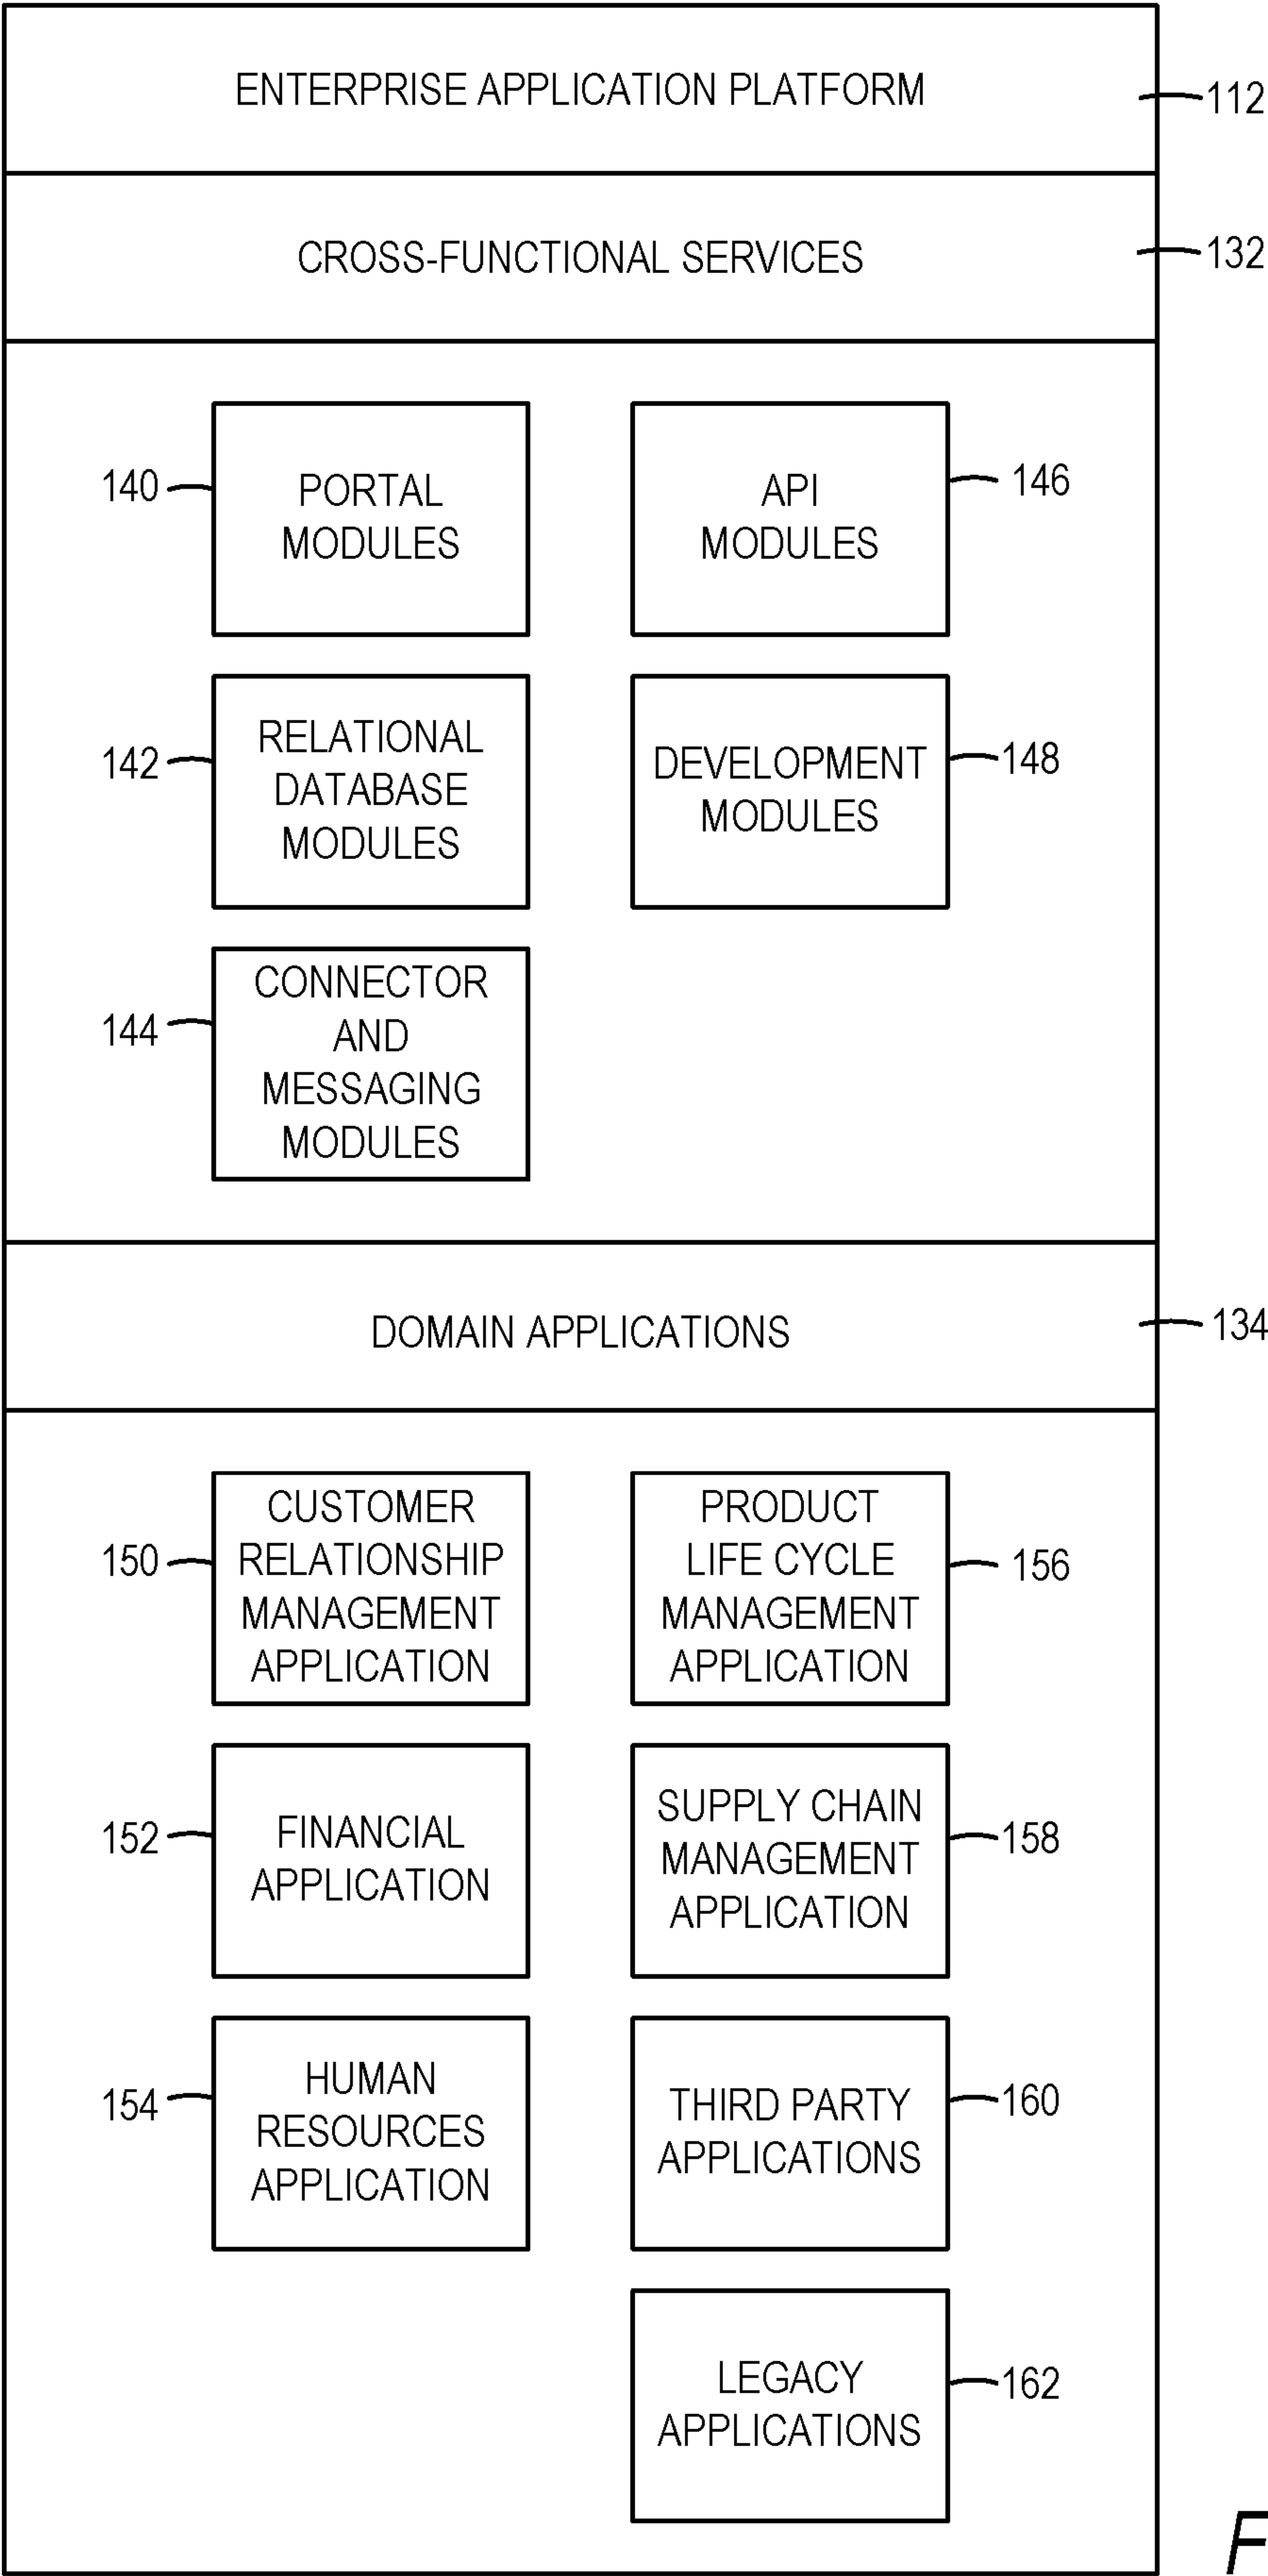 ENTERPRISE APPLICATION PLATFORM
112
CROSS-FUNCTIONAL SERVICES
132
140
PORTAL
MODULES
API
MODULES
146
142
RELATIONAL
DATABASE
MODULES
DEVELOPMENT
MODULES
148
144
CONNECTOR
AND
MESSAGING
MODULES
DOMAIN APPLICATIONS
134
150
CUSTOMER
RELATIONSHIP
MANAGEMENT
APPLICATION
PRODUCT
LIFE CYCLE
MANAGEMENT
APPLICATION
156
152
FINANCIAL
APPLICATION
SUPPLY CHAIN
MANAGEMENT
APPLICATION
158
154
HUMAN
RESOURCES
APPLICATION
THIRD PARTY
APPLICATIONS
160
LEGACY
APPLICATIONS
162
F